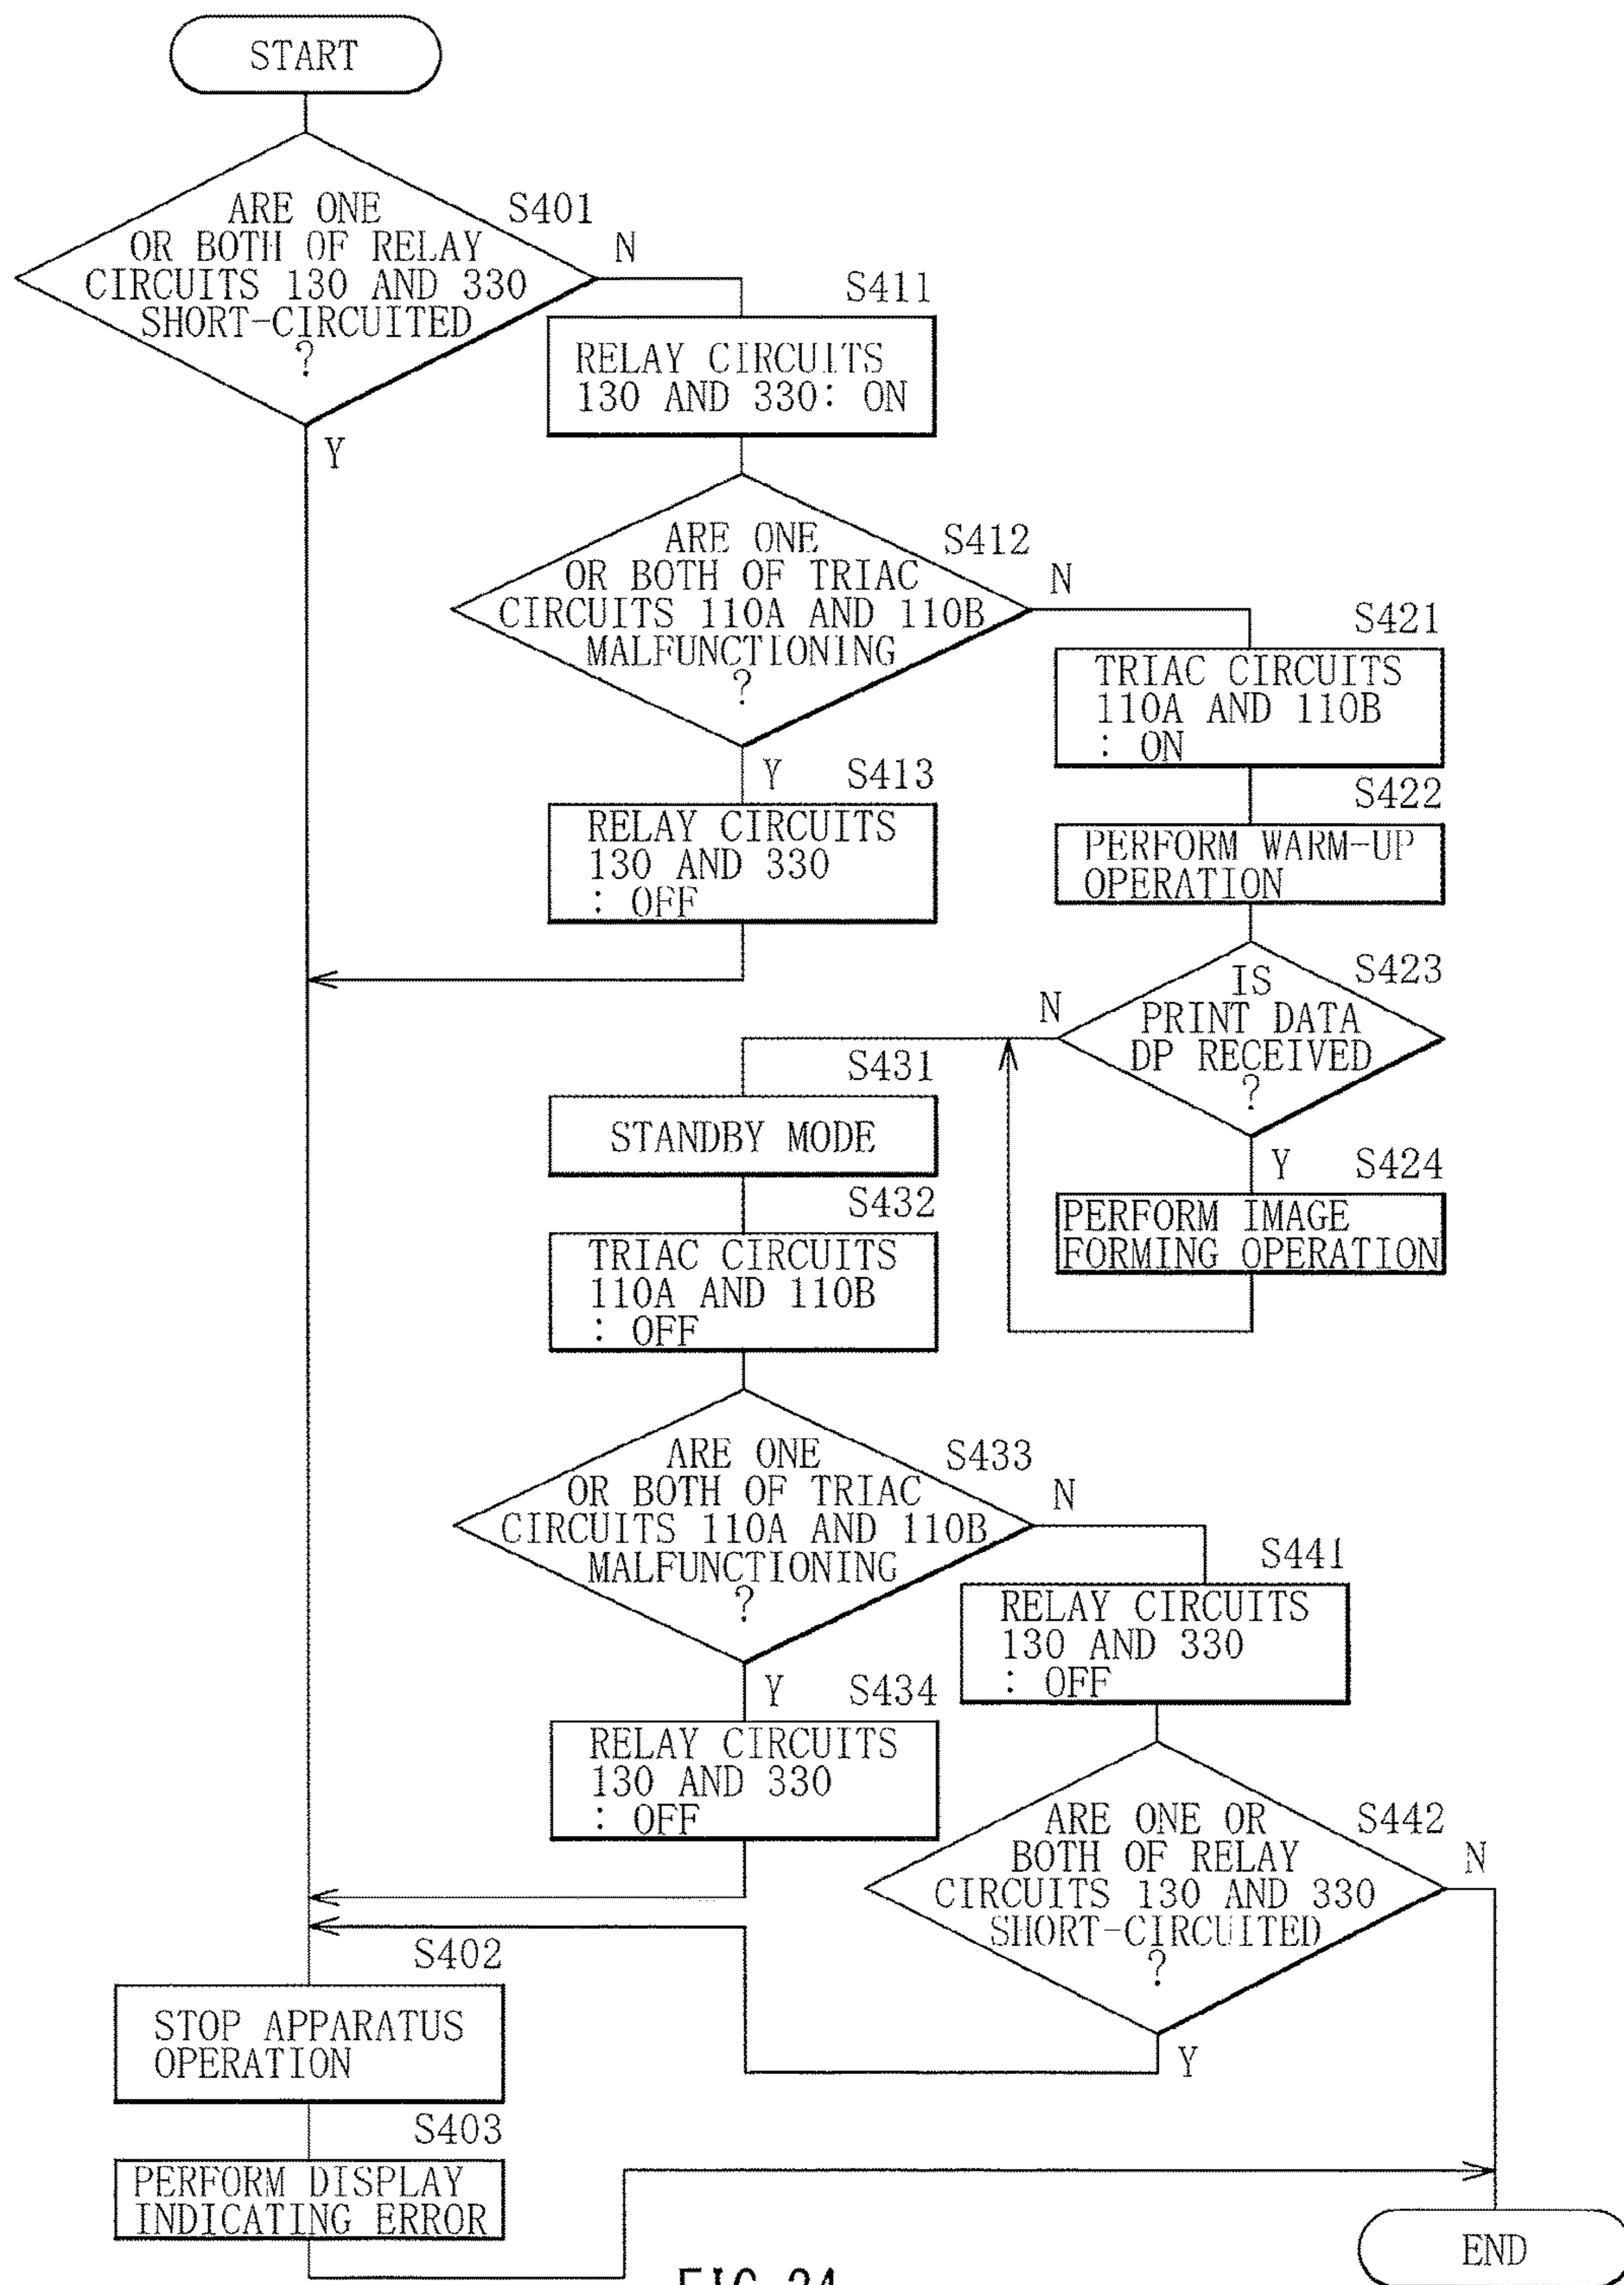 START
ARE ONE
OR BOTH OF RELAY
CIRCUITS 130 AND 330
SHORT-CIRCUITED
?
S401
N
Y
S411
RELAY CIRCUITS
130 AND 330: ON
ARE ONE
OR BOTH OF TRIAC
CIRCUITS 110A AND 110B
MALFUNCTIONING
?
S412
N
Y
S413
RELAY CIRCUITS
130 AND 330
: OFF
S421
TRIAC CIRCUITS
110A AND 110B
: ON
S422
PERFORM WARM-UP
OPERATION
S423
IS
PRINT DATA
DP RECEIVED
?
N
Y
S424
PERFORM IMAGE
FORMING OPERATION
S431
STANDBY MODE
S432
TRIAC CIRCUITS
110A AND 110B
: OFF
ARE ONE
OR BOTH OF TRIAC
CIRCUITS 110A AND 110B
MALFUNCTIONING
?
S433
N
Y
S434
RELAY CIRCUITS
130 AND 330
: OFF
S441
RELAY CIRCUITS
130 AND 330
: OFF
ARE ONE OR
BOTH OF RELAY
CIRCUITS 130 AND 330
SHORT-CIRCUITED
?
S442
N
Y
S402
STOP APPARATUS
OPERATION
S403
PERFORM DISPLAY
INDICATING ERROR
END